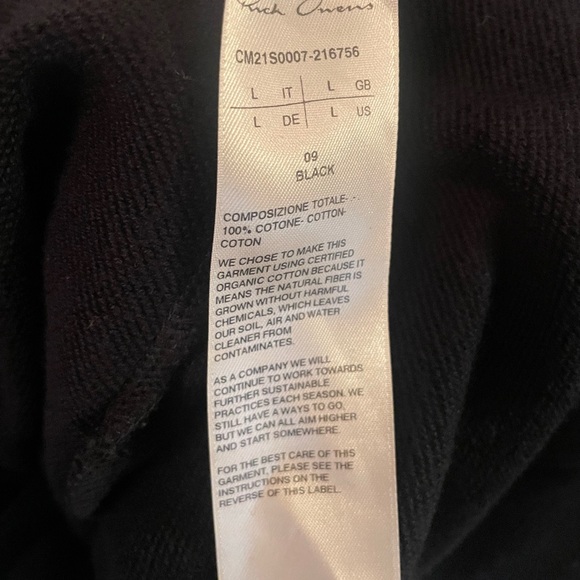 Rick Owens
CM21S0007-216756
L IT L GB
L DE L US
09
BLACK
COMPOSIZIONE TOTALE- -.
100% COTONE- COTTON-
COTON
WE CHOSE TO MAKE THIS
GARMENT USING CERTIFIED
ORGANIC COTTON BECAUSE IT
MEANS THE NATURAL FIBER IS
GROWN WITHOUT HARMFUL
CHEMICALS, WHICH LEAVES
OUR SOIL, AIR AND WATER
CLEANER FROM
CONTAMINATES.
AS A COMPANY WE WILL
CONTINUE TO WORK TOWARDS
FURTHER SUSTAINABLE
PRACTICES EACH SEASON. WE
STILL HAVE A WAYS TO GO,
BUT WE CAN ALL AIM HIGHER
AND START SOMEWHERE
FOR THE BEST CARE OF THIS
GARMENT, PLEASE SEE THE
INSTRUCTIONS ON THE
REVERSE OF THIS LABEL.